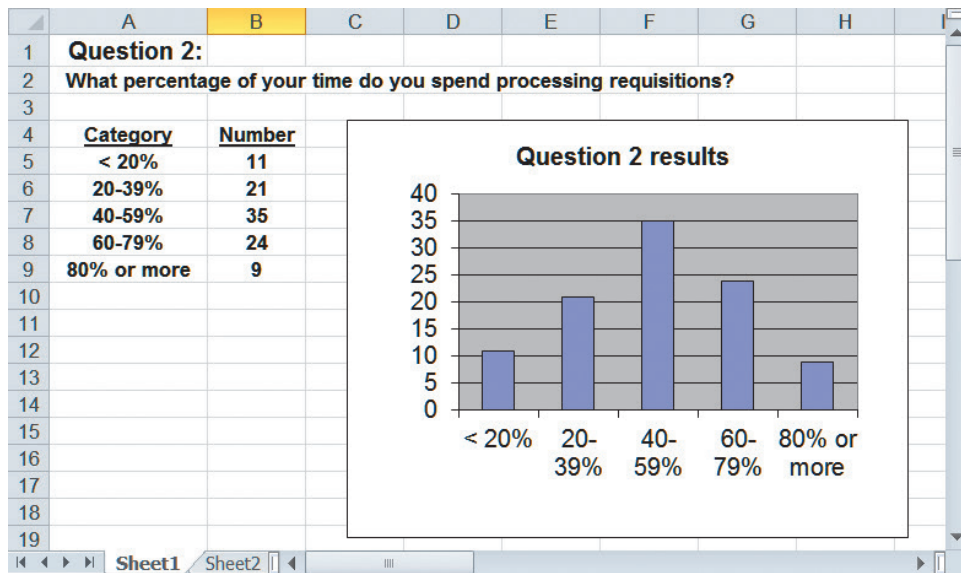 A B C D E F G H
1 Question 2:
2 What percentage of your time do you spend processing requisitions?
3
4 Category Number
5 < 20% 11
6 20-39% 21
7 40-59% 35
8 60-79% 24
9 80% or more 9
10
11
12
13
14
15
16
17
18
19
Question 2 results
40
35
30
25
20
15
10
5
0
< 20% 20- 40- 60- 80% or
39% 59% 79% more
Sheet1 Sheet2